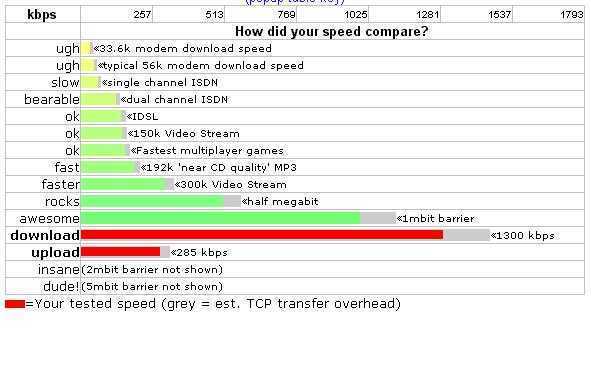 (popup table key)
kbps 257 513 769 1025 1281 1537 1793
How did your speed compare?
ugh «33.6k modem download speed
ugh «typical 56k modem download speed
slow «single channel ISDN
bearable «dual channel ISDN
ok «IDSL
ok «150k Video Stream
ok «Fastest multiplayer games
fast «192k 'near CD quality' MP3
faster «300k Video Stream
rocks «half megabit
awesome «1mbit barrier
download «1300 kbps
upload «285 kbps
insane (2mbit barrier not shown)
dude! (5mbit barrier not shown)
=Your tested speed (grey = est. TCP transfer overhead)